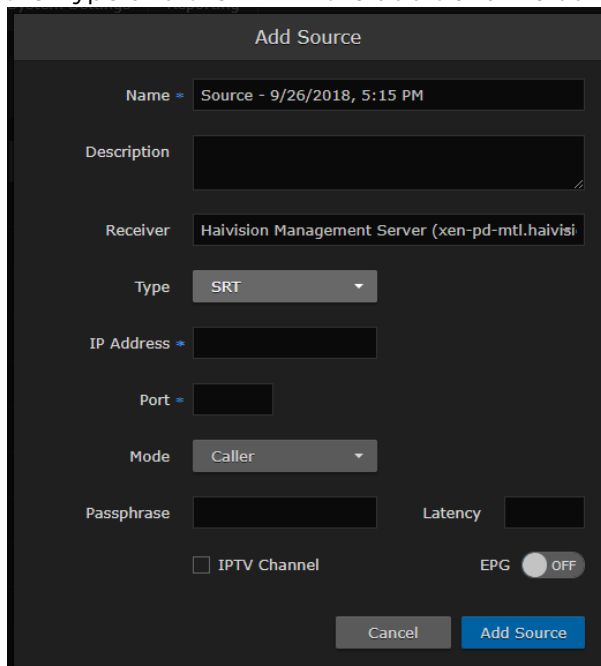 Add Source
Name * Source - 9/26/2018, 5:15 PM
Description
Receiver Haivision Management Server (xen-pd-mtl.haivisi
Type SRT
IP Address *
Port *
Mode Caller
Passphrase Latency
IPTV Channel EPG OFF
Cancel Add Source